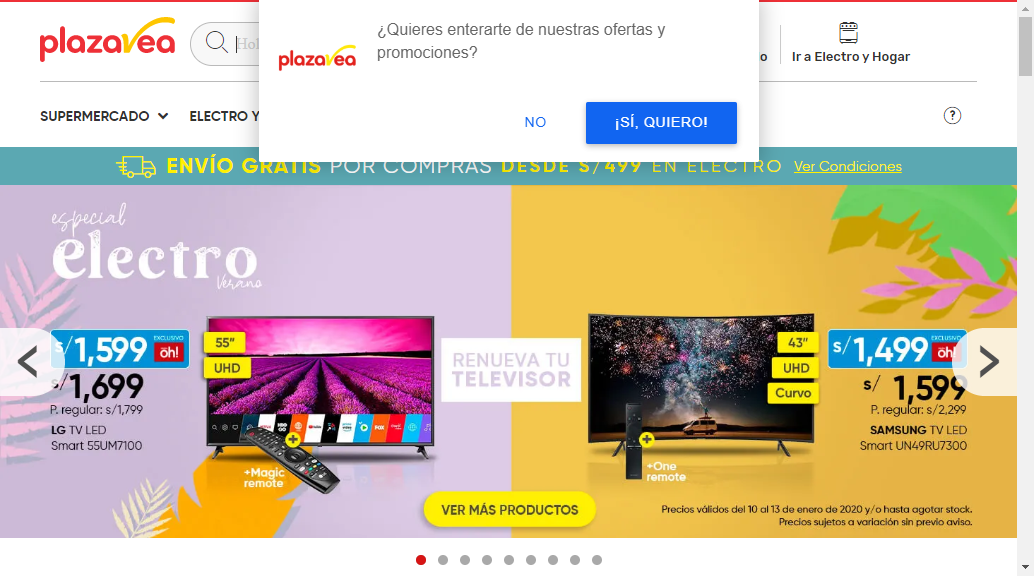 plazavea
Hol
¿Quieres enterarte de nuestras ofertas y
promociones?
plazavea
NO
¡SÍ, QUIERO!
o
Ir a Electro y Hogar
SUPERMERCADO
ELECTRO Y
?
ENVÍO GRATIS POR COMPRAS DESDE S/499 EN ELECTRO Ver Condiciones
especial
electro
Verano
S/1,599
EXCLUSIVO
öh!
s/1,699
P. regular: s/1,799
LG TV LED
Smart 55UM7100
55”
UHD
+
+Magic
remote
RENUEVA TU
TELEVISOR
43”
UHD
Curvo
+
+One
remote
S/1,499
EXCLUSIVO
öh!
s/ 1,599
P. regular: s/2,299
SAMSUNG TV LED
Smart UN49RU7300
VER MÁS PRODUCTOS
Precios válidos del 10 al 13 de enero de 2020 y/o hasta agotar stock.
Precios sujetos a variación sin previo aviso.